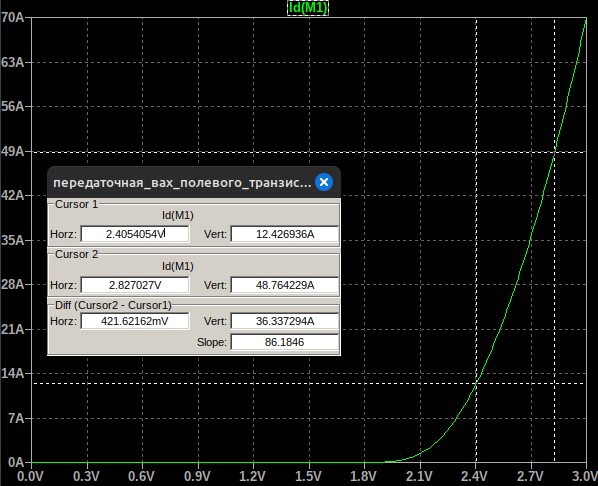 Id(M1)
70A
63A
56A
49A
42A
35A
28A
21A
14A
7A
0A
передаточная_вах_полевого_транзис...
Cursor 1
Id(M1)
Horz: 2.4054054V Vert: 12.426936A
Cursor 2
Id(M1)
Horz: 2.827027V Vert: 48.764229A
Diff (Cursor2 - Cursor1)
Horz: 421.62162mV Vert: 36.337294A
Slope: 86.1846
0.0V 0.3V 0.6V 0.9V 1.2V 1.5V 1.8V 2.1V 2.4V 2.7V 3.0V